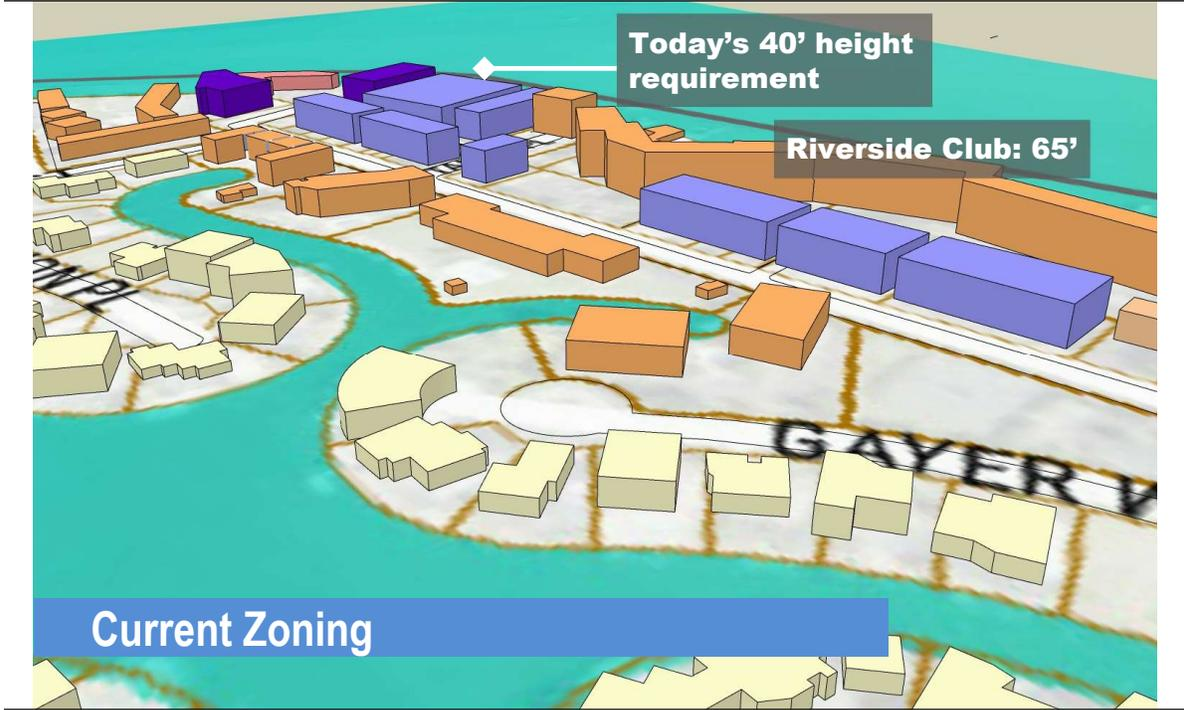 Today’s 40’ height
requirement
Riverside Club: 65’
GAYER
Current Zoning